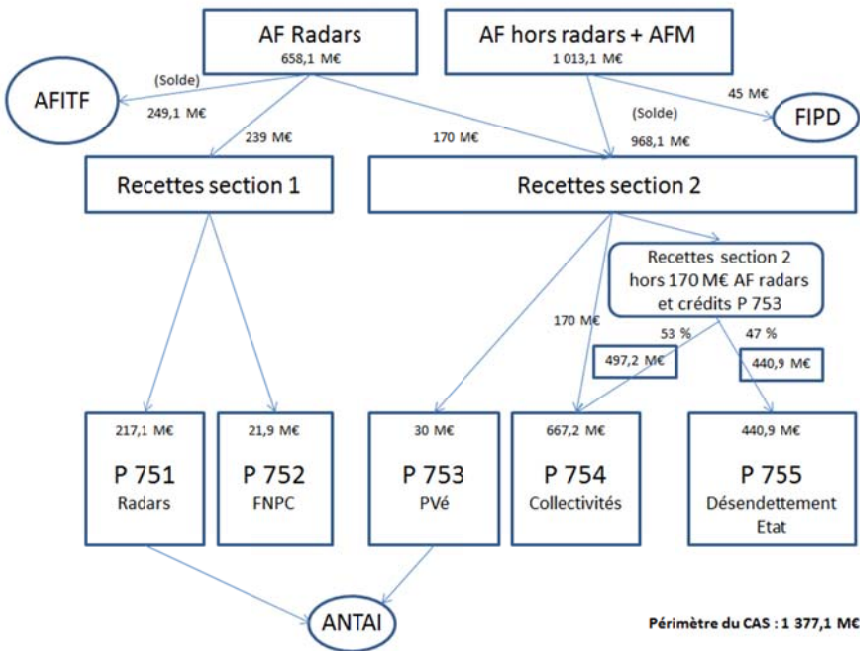 AF Radars
658,1 M€
AF hors radars + AFM
1 013,1 M€
AFITF
(Solde)
249,1 M€
239 M€
170 M€
(Solde)
968,1 M€
45 M€
FIPD
Recettes section 1
Recettes section 2
Recettes section 2
hors 170 M€ AF radars
et crédits P 753
170 M€
53 %
47 %
497,2 M€
440,9 M€
217,1 M€
P 751
Radars
21,9 M€
P 752
FNPC
30 M€
P 753
PVé
667,2 M€
P 754
Collectivités
440,9 M€
P 755
Désendettement
Etat
ANTAI
Périmètre du CAS : 1 377,1 M€